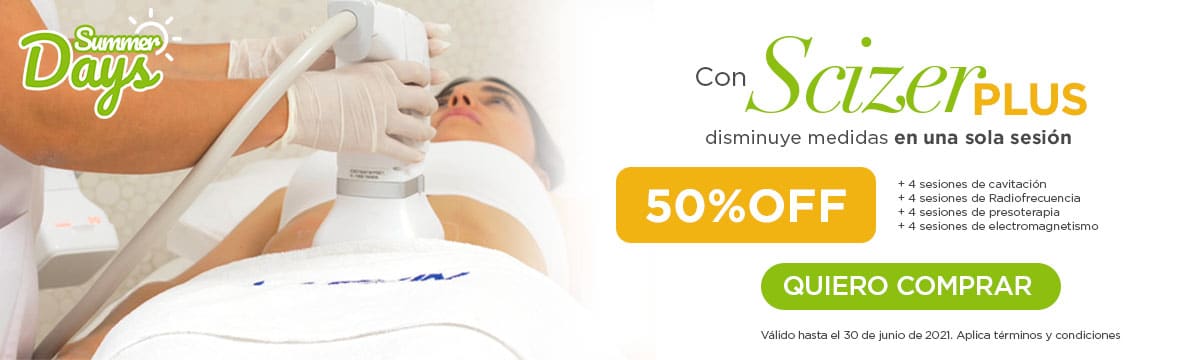 Summer
Days
Con Scizer PLUS
disminuye medidas en una sola sesión
50%OFF
+ 4 sesiones de cavitación
+ 4 sesiones de Radiofrecuencia
+ 4 sesiones de presoterapia
+ 4 sesiones de electromagnetismo
QUIERO COMPRAR
Válido hasta el 30 de junio de 2021. Aplica términos y condiciones